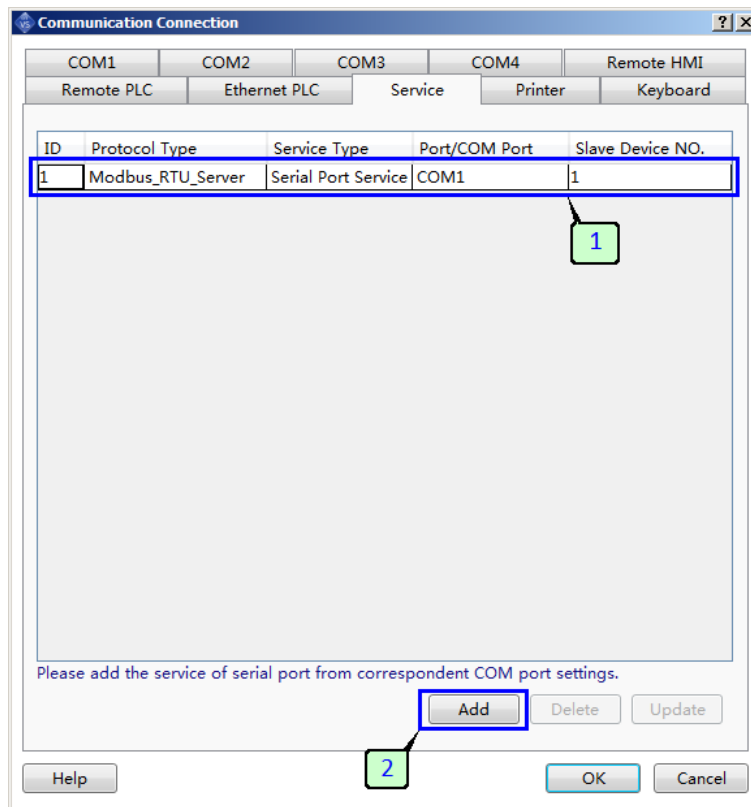 Communication Connection
COM1 COM2 COM3 COM4 Remote HMI
Remote PLC Ethernet PLC Service Printer Keyboard
ID Protocol Type Service Type Port/COM Port Slave Device NO.
1 Modbus_RTU_Server Serial Port Service COM1 1
1
Please add the service of serial port from correspondent COM port settings.
Add Delete Update
2
Help OK Cancel